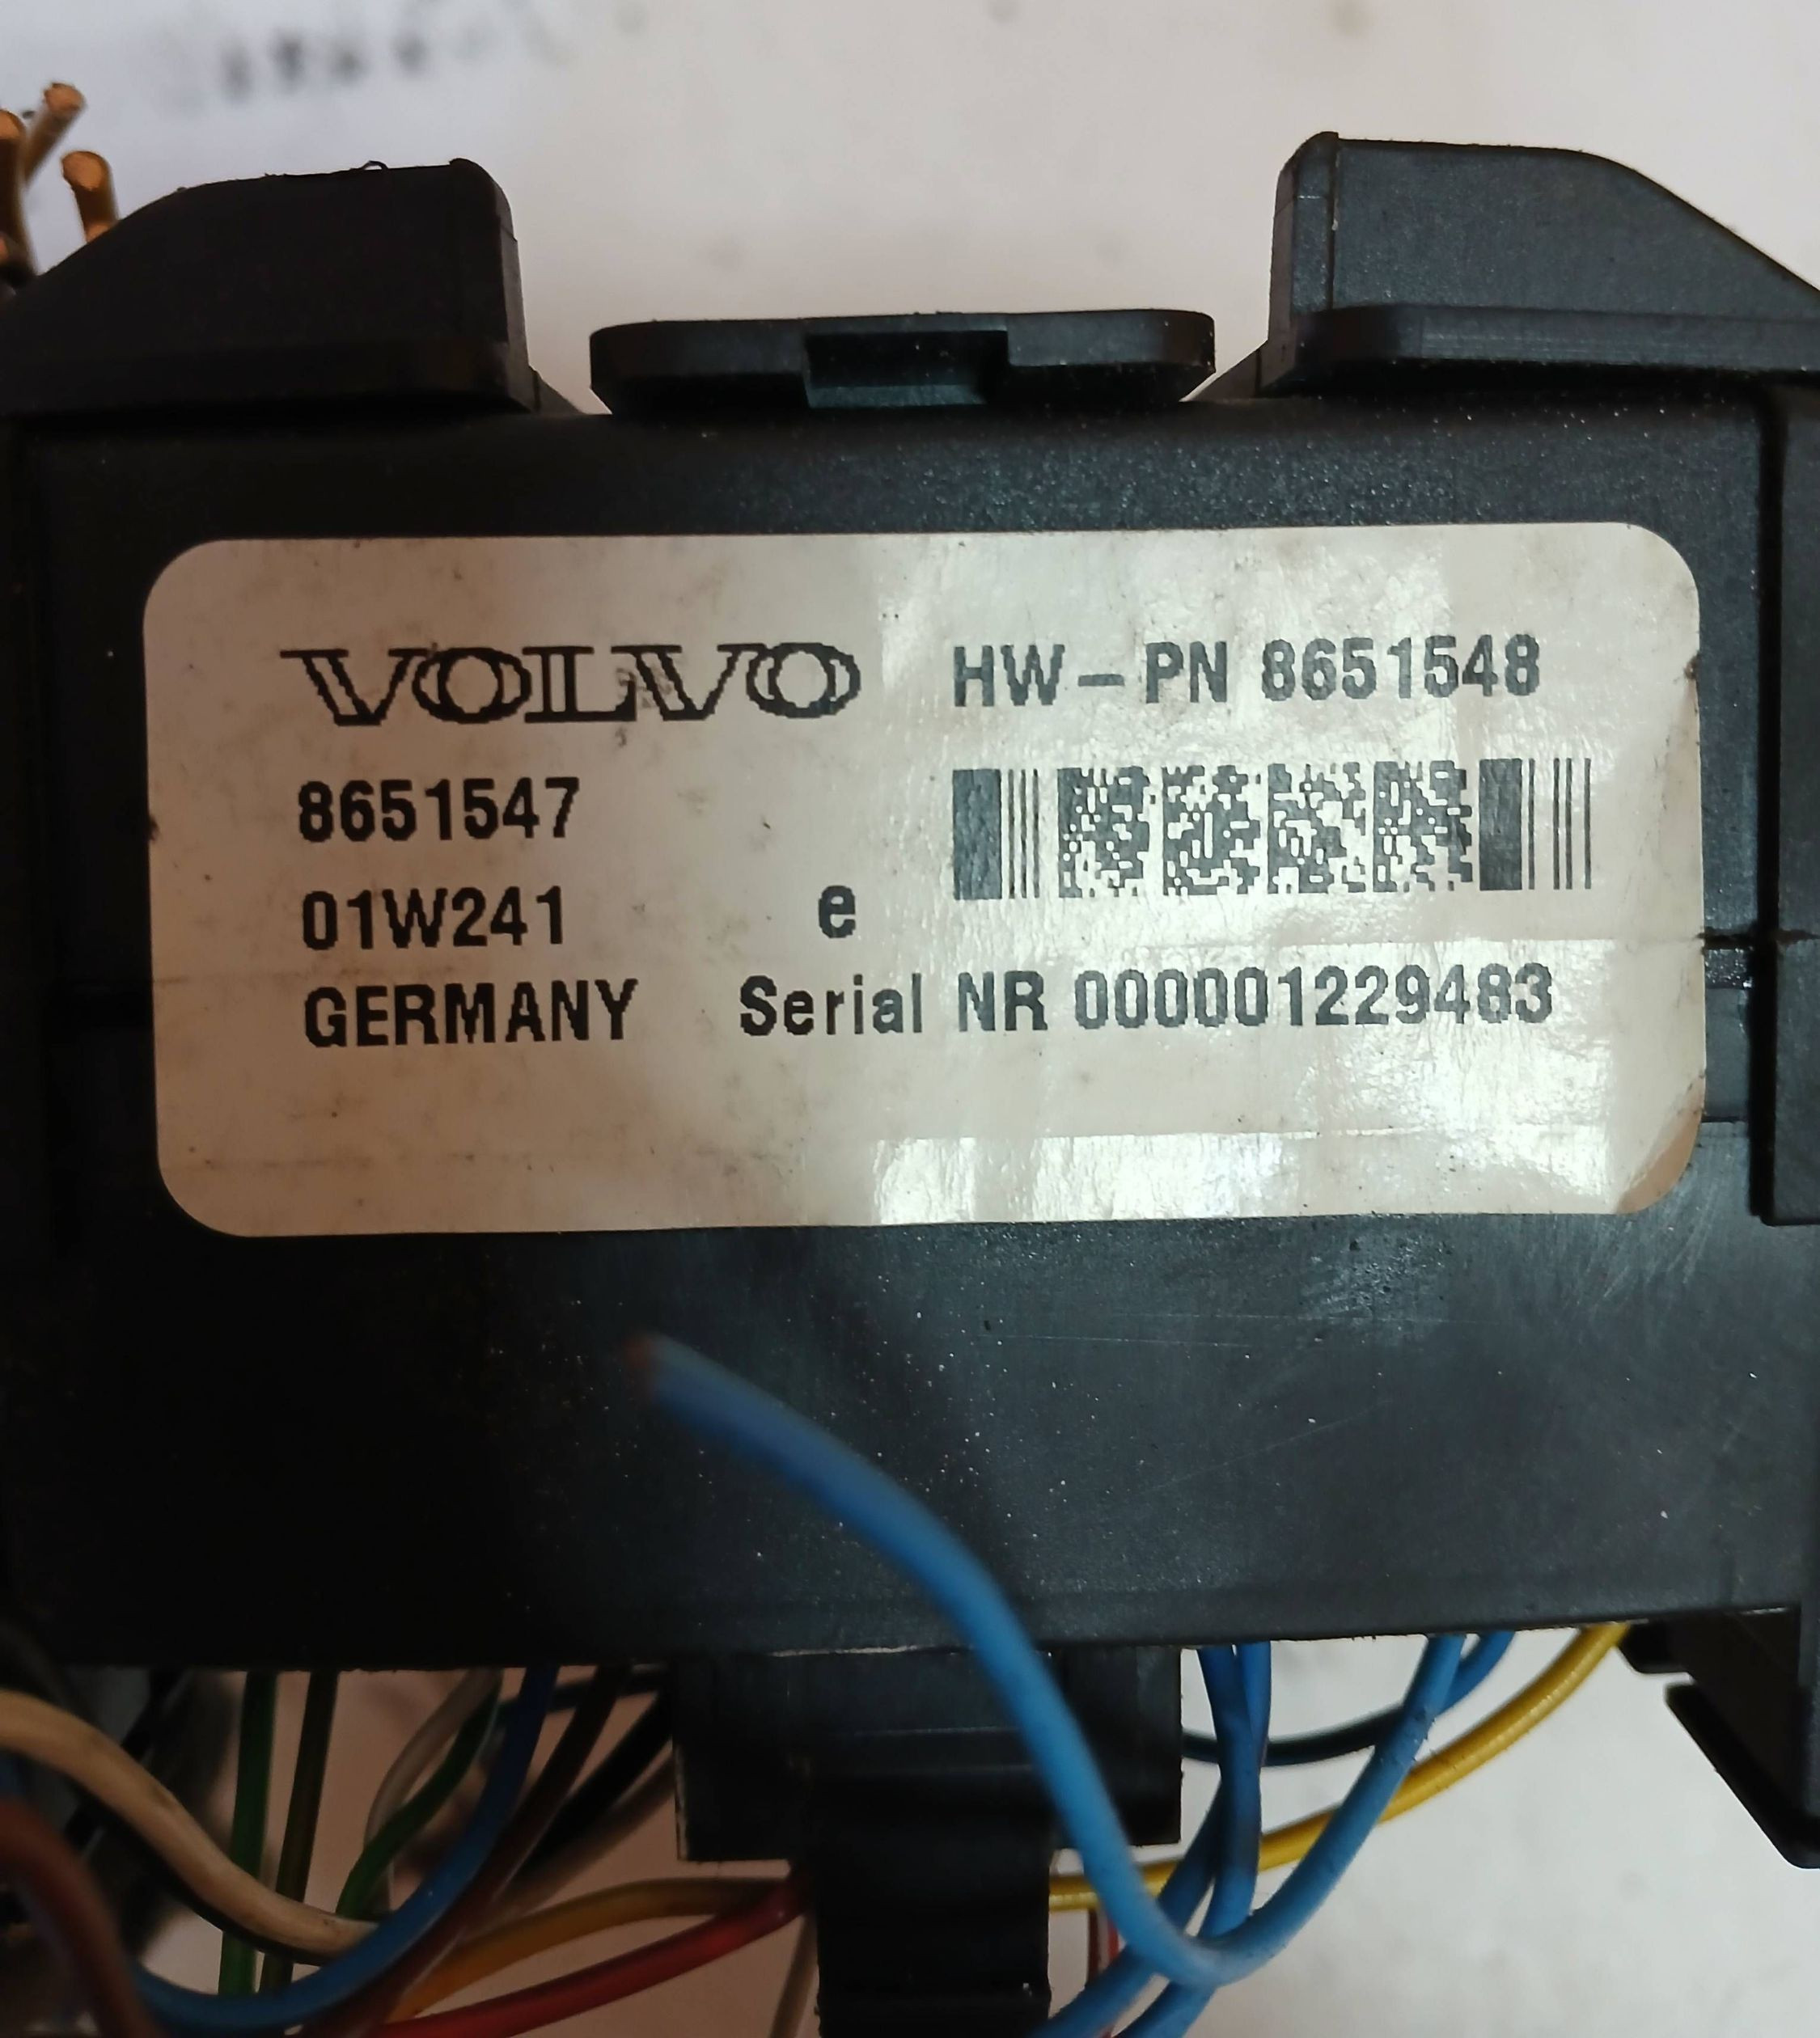 VOLVO HW-PN 8651548
8651547
01W241 e
GERMANY Serial NR 000001229483